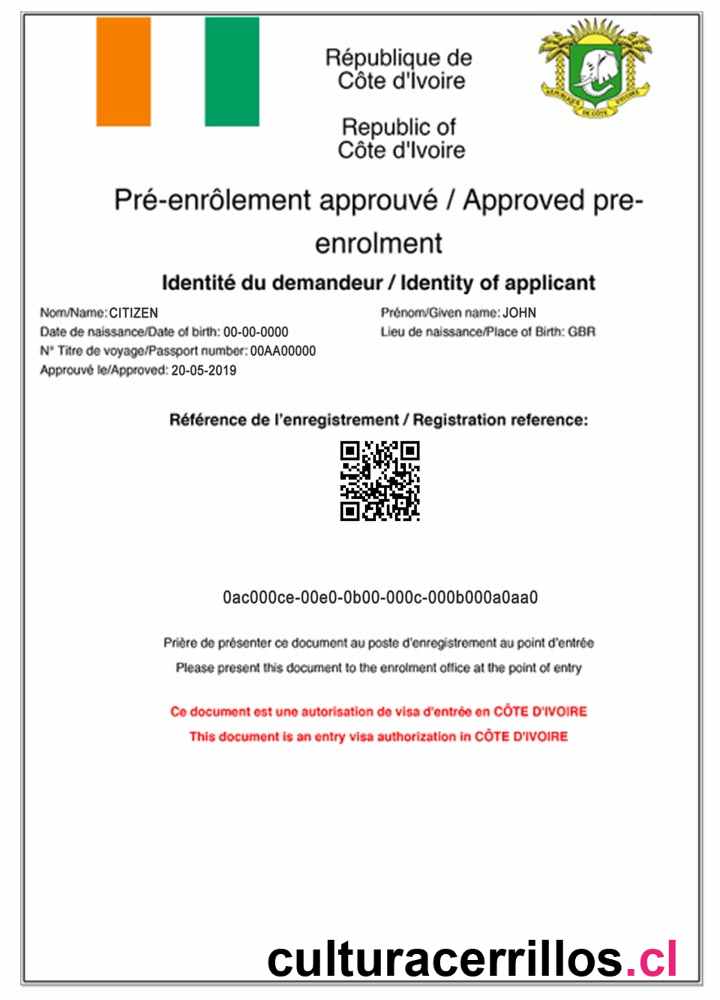 République de
Côte d'Ivoire
Republic of
Côte d'Ivoire
REPUBLIQUE DE CÔTE D'IVOIRE
Pré-enrôlement approuvé / Approved pre-
enrolment
Identité du demandeur / Identity of applicant
Nom/Name: CITIZEN
Prénom/Given name: JOHN
Date de naissance/Date of birth: 00-00-0000
Lieu de naissance/Place of Birth: GBR
N° Titre de voyage/Passport number: 00AA00000
Approuvé le/Approved: 20-05-2019
Référence de l'enregistrement / Registration reference:
0ac000ce-00e0-0b00-000c-000b000a0aa0
Prière de présenter ce document au poste d'enregistrement au point d'entrée
Please present this document to the enrolment office at the point of entry
Ce document est une autorisation de visa d'entrée en CÔTE D'IVOIRE
This document is an entry visa authorization in CÔTE D'IVOIRE
culturacerrillos.cl